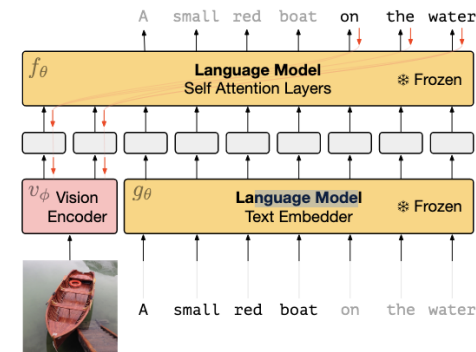 A small red boat on the water
fθ
Language Model
Self Attention Layers
❄ Frozen
vϕ Vision
Encoder
gθ
Language Model
Text Embedder
❄ Frozen
A small red boat on the water